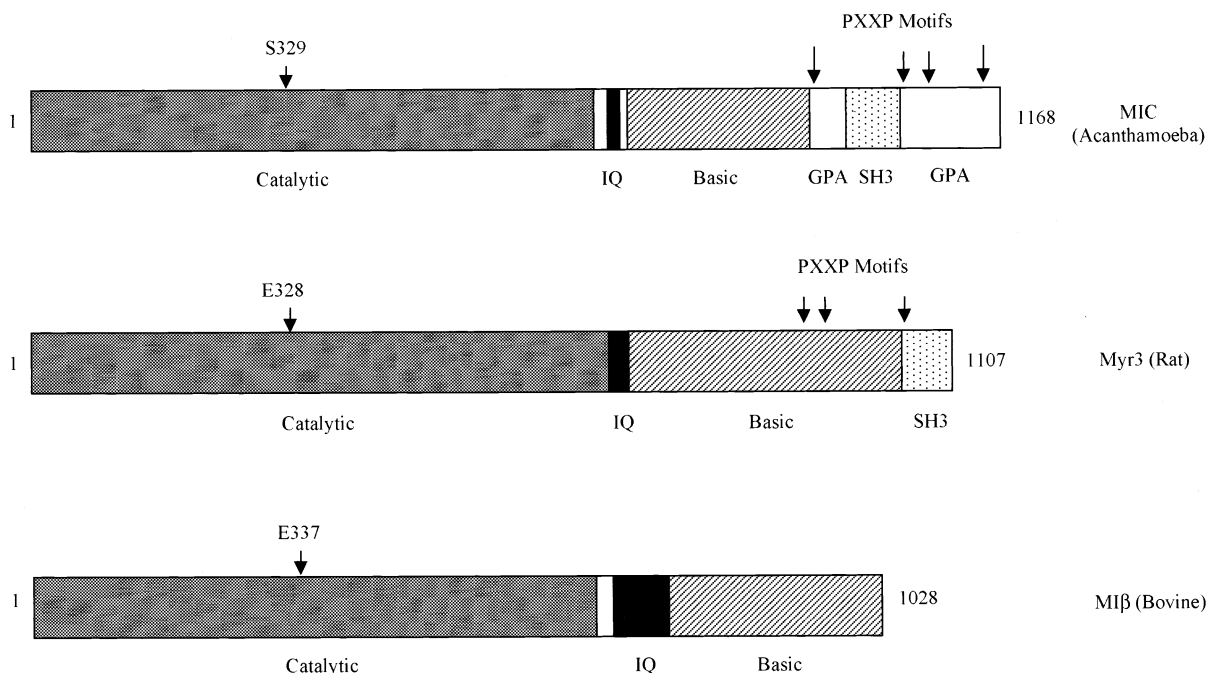 PXXP Motifs
S329
1
1168
MIC
(Acanthamoeba)
Catalytic
IQ
Basic
GPA
SH3
GPA
PXXP Motifs
E328
1
1107
Myr3 (Rat)
Catalytic
IQ
Basic
SH3
E337
1
1028
MIβ (Bovine)
Catalytic
IQ
Basic